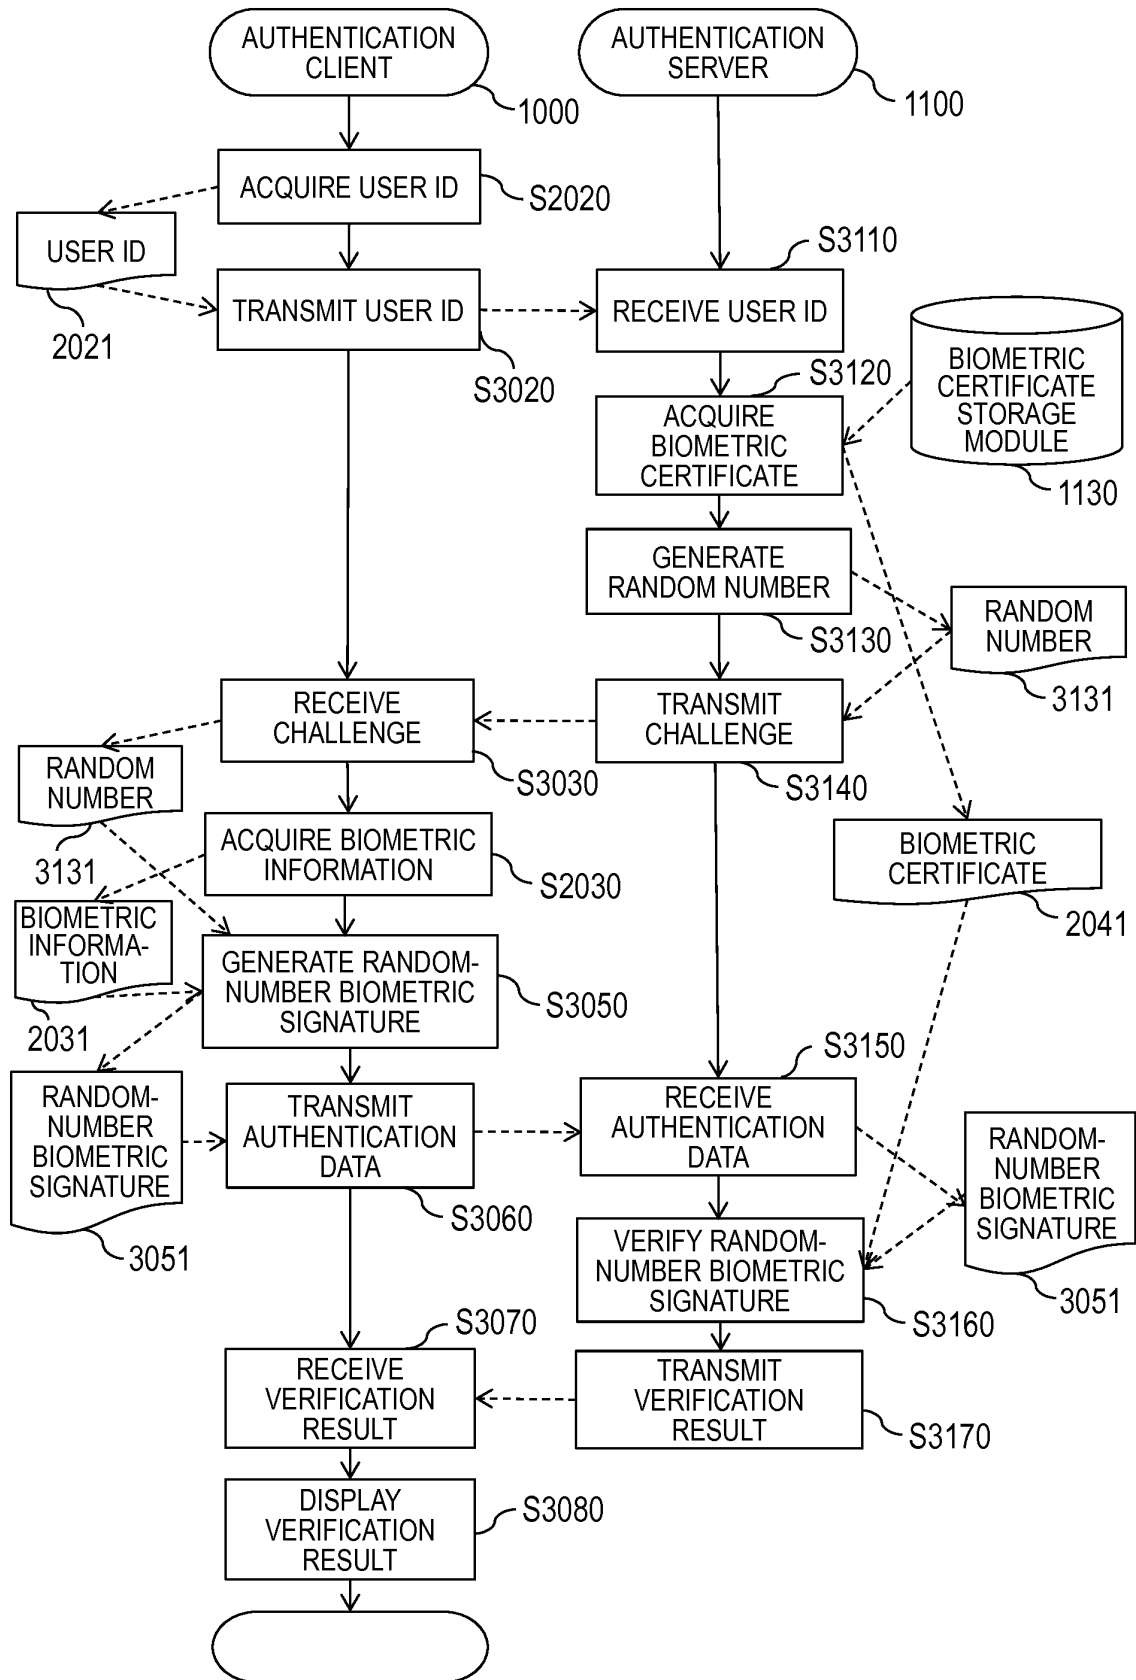 AUTHENTICATION
CLIENT
1000
AUTHENTICATION
SERVER
1100
ACQUIRE USER ID
S2020
USER ID
2021
TRANSMIT USER ID
S3020
S3110
RECEIVE USER ID
S3120
ACQUIRE
BIOMETRIC
CERTIFICATE
BIOMETRIC
CERTIFICATE
STORAGE
MODULE
1130
GENERATE
RANDOM NUMBER
S3130
RANDOM
NUMBER
3131
RECEIVE
CHALLENGE
S3030
TRANSMIT
CHALLENGE
S3140
RANDOM
NUMBER
3131
ACQUIRE BIOMETRIC
INFORMATION
S2030
BIOMETRIC
CERTIFICATE
2041
BIOMETRIC
INFORMA-
TION
2031
GENERATE RANDOM-
NUMBER BIOMETRIC
SIGNATURE
S3050
RANDOM-
NUMBER
BIOMETRIC
SIGNATURE
3051
TRANSMIT
AUTHENTICATION
DATA
S3060
S3150
RECEIVE
AUTHENTICATION
DATA
RANDOM-
NUMBER
BIOMETRIC
SIGNATURE
3051
VERIFY RANDOM-
NUMBER BIOMETRIC
SIGNATURE
S3160
S3070
RECEIVE
VERIFICATION
RESULT
TRANSMIT
VERIFICATION
RESULT
S3170
DISPLAY
VERIFICATION
RESULT
S3080